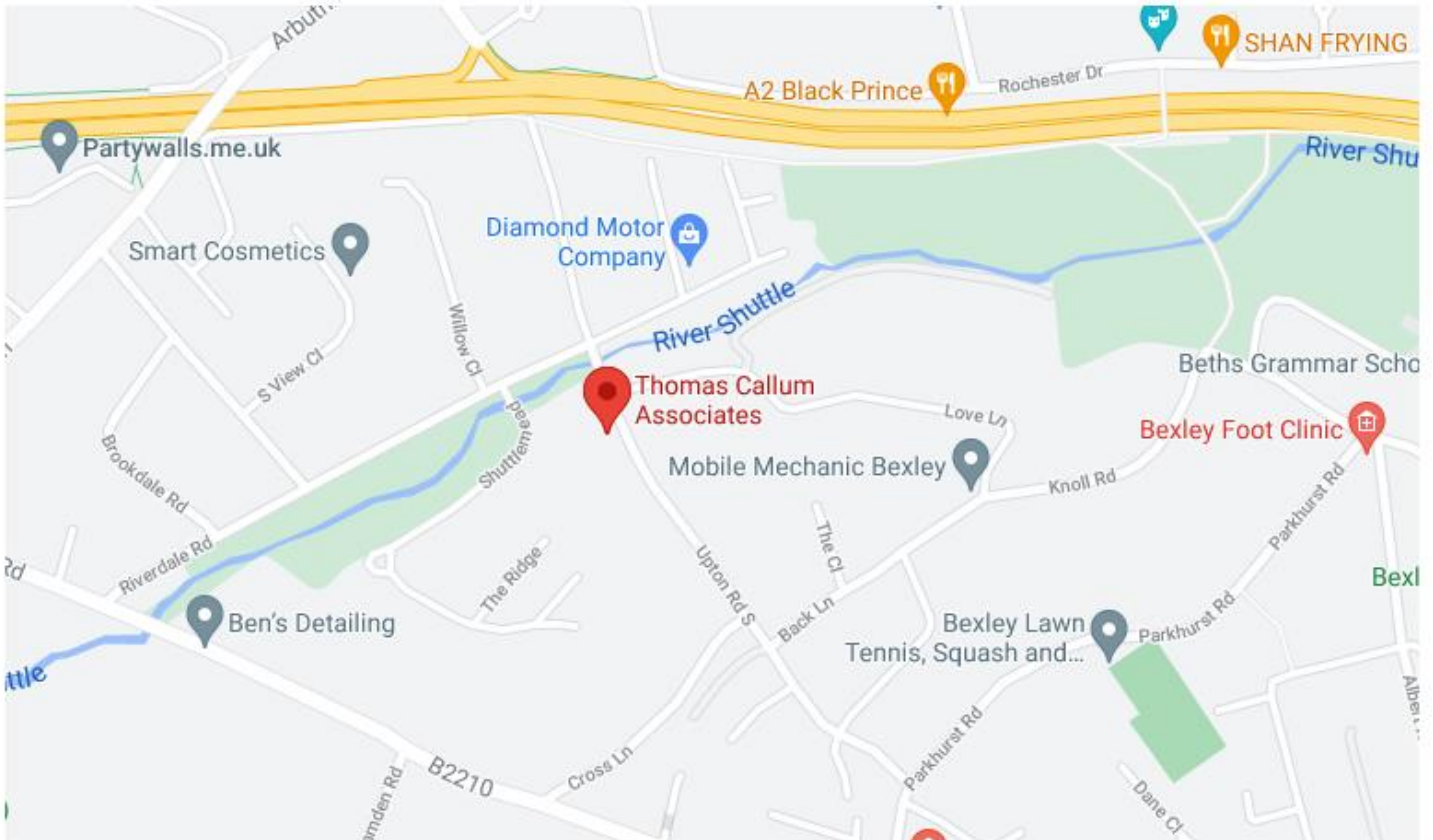 Arbuthn
SHAN FRYING
A2 Black Prince
Rochester Dr
Partywalls.me.uk
River Shu
Diamond Motor
Company
Smart Cosmetics
River Shuttle
Willow Cl
S View Cl
Beths Grammar Scho
Thomas Callum
Associates
Love Ln
Bexley Foot Clinic
Shuttlemead
Mobile Mechanic Bexley
Brookdale Rd
Knoll Rd
Parkhurst Rd
The Cl
Riverdale Rd
Rd
The Ridge
Upton Rd S
Bexl
Back Ln
Ben's Detailing
Bexley Lawn
Tennis, Squash and...
Parkhurst Rd
ttle
Albert
Parkhurst Rd
B2210
Cross Ln
amden Rd
Dane Cl